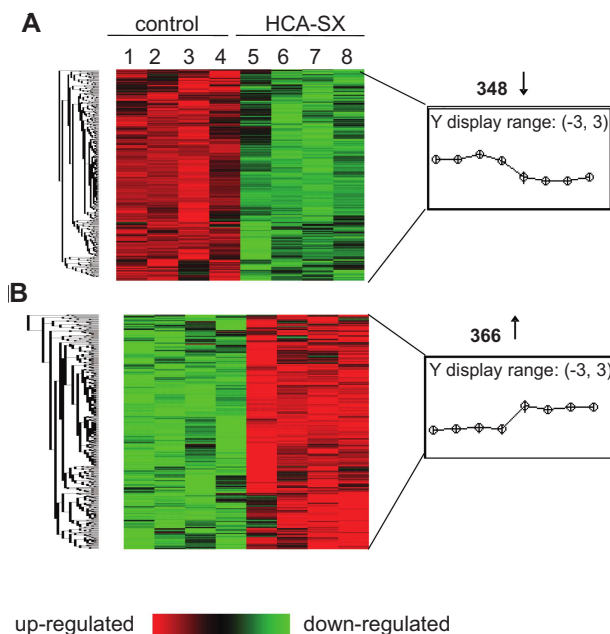 A
control HCA-SX
1 2 3 4 5 6 7 8
348 ↓
Y display range: (-3, 3)
B
366 ↑
Y display range: (-3, 3)
up-regulated down-regulated